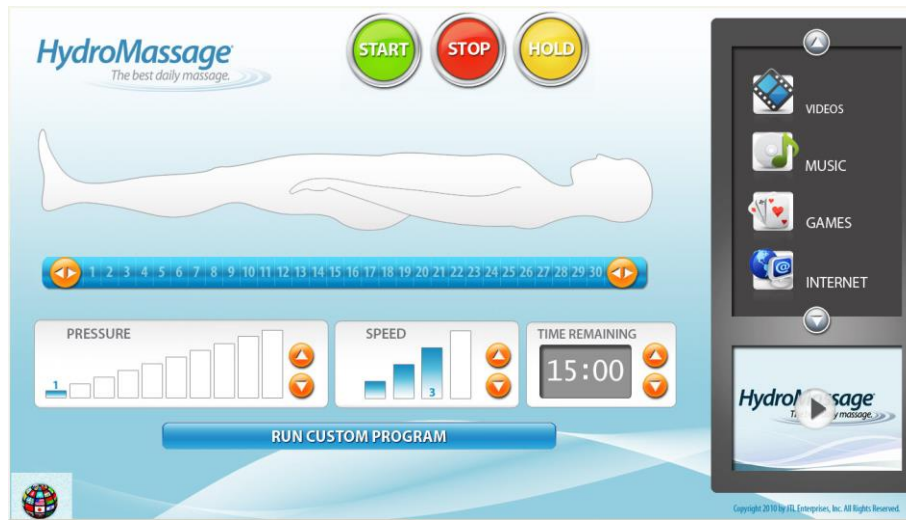 HydroMassage
The best daily massage.
START
STOP
HOLD
VIDEOS
MUSIC
GAMES
INTERNET
1 2 3 4 5 6 7 8 9 10 11 12 13 14 15 16 17 18 19 20 21 22 23 24 25 26 27 28 29 30
PRESSURE
1
SPEED
3
TIME REMAINING
15:00
RUN CUSTOM PROGRAM
Copyright 2010 by JTL Enterprises, Inc. All Rights Reserved.